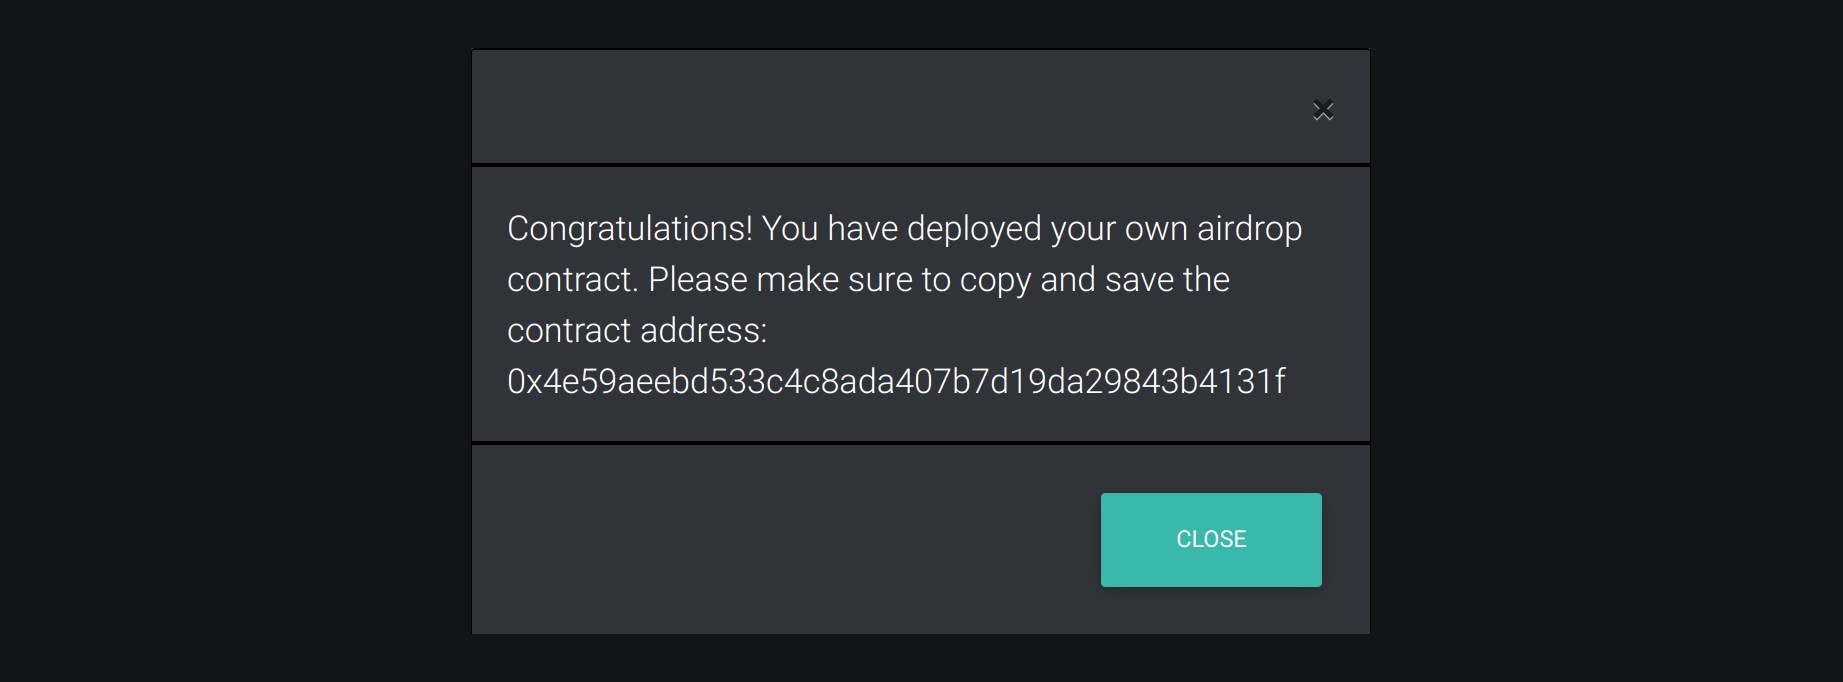 Congratulations! You have deployed your own airdrop
contract. Please make sure to copy and save the
contract address:
0x4e59aeebd533c4c8ada407b7d19da29843b4131f
CLOSE